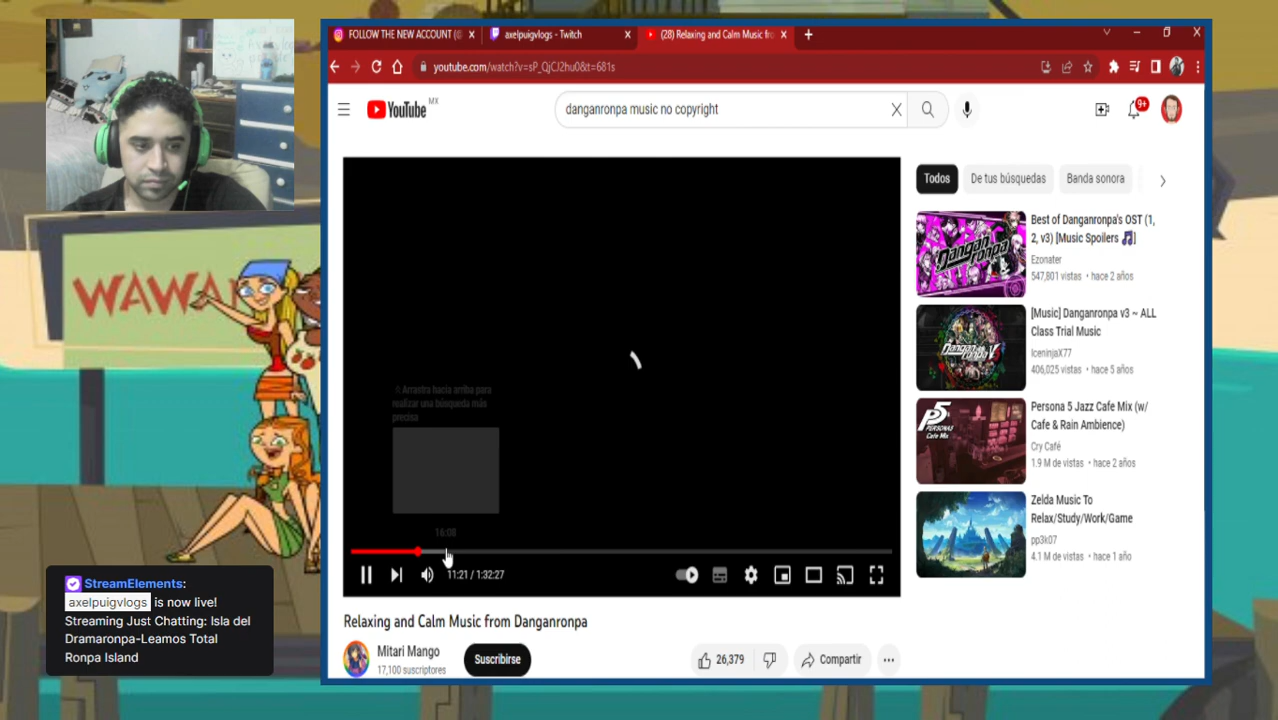 FOLLOW THE NEW ACCOUNT (@
axelpuigvlogs - Twitch
(28) Relaxing and Calm Music fr
youtube.com/watch?v=sP_QjCJ2hu0&t=681s
YouTube MX
danganronpa music no copyright
9+
Todos
De tus búsquedas
Banda sonora
Best of Danganronpa's OST (1,
2, v3) [Music Spoilers 🎵]
Ezonater
547,801 vistas • hace 2 años
[Music] Danganronpa v3 ~ ALL
Class Trial Music
IceninjaX77
406,025 vistas • hace 5 años
Persona 5 Jazz Cafe Mix (w/
Cafe & Rain Ambience)
Cry Café
1.9 M de vistas • hace 2 años
Zelda Music To
Relax/Study/Work/Game
pp3k07
4.1 M de vistas • hace 1 año
WAWA
Arrastra hacia arriba para
realizar una búsqueda más
precisa
16:08
11:21 / 1:32:27
Relaxing and Calm Music from Danganronpa
Mitari Mango
17,100 suscriptores
Suscribirse
26,379
Compartir
StreamElements:
axelpuigvlogs is now live!
Streaming Just Chatting: Isla del
Dramaronpa-Leamos Total
Ronpa Island